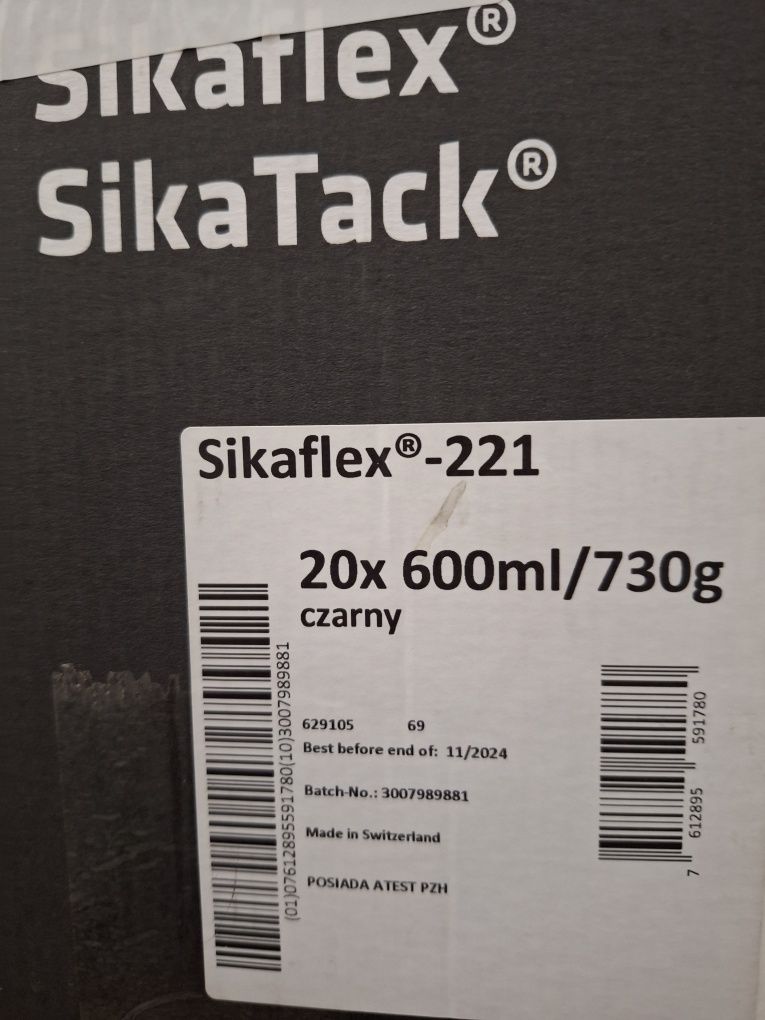 Sikaflex®
SikaTack®
Sikaflex®-221
20x 600ml/730g
czarny
629105 69
Best before end of: 11/2024
Batch-No.: 3007989881
Made in Switzerland
POSIADA ATEST PZH
(01)07612895591780(10)3007989881
7 612895 591780